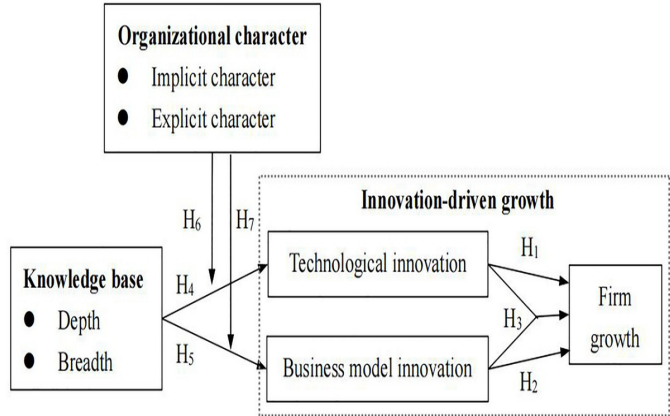 Organizational character
● Implicit character
● Explicit character
Innovation-driven growth
H6
H7
Technological innovation
H1
Knowledge base
● Depth
● Breadth
H4
H5
H3
Firm
growth
Business model innovation
H2